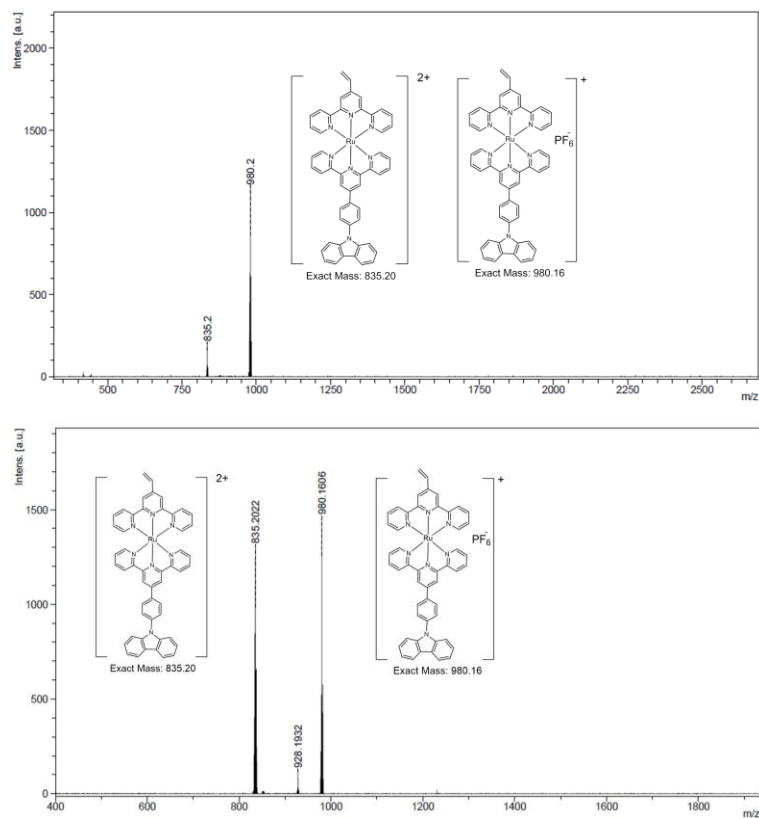 Intens. [a.u.]
2000
1500
1000
500
0
980.2
835.2
2+
+
N
N
N
Ru
N
N
N
N
N
N
N
Ru
PF6-
N
N
N
N
Exact Mass: 835.20
Exact Mass: 980.16
500
750
1000
1250
1500
1750
2000
2250
2500
m/z
Intens. [a.u.]
1500
1000
500
0
835.2022
928.1932
980.1606
2+
+
N
N
N
Ru
N
N
N
N
N
N
N
Ru
PF6-
N
N
N
N
Exact Mass: 835.20
Exact Mass: 980.16
400
600
800
1000
1200
1400
1600
1800
m/z